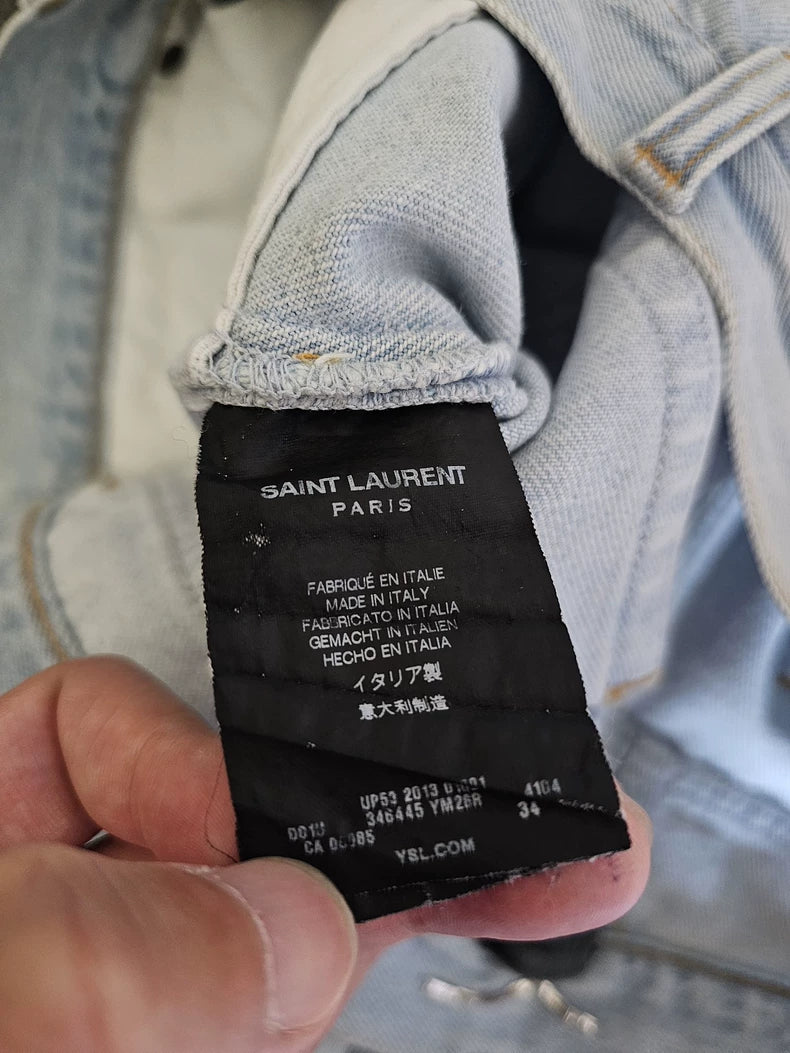 SAINT LAURENT
PARIS
FABRIQUÉ EN ITALIE
MADE IN ITALY
FABBRICATO IN ITALIA
GEMACHT IN ITALIEN
HECHO EN ITALIA
イタリア製
意大利制造
UP53 2013 4104
346445 YM26R 34
CA
YSL.COM